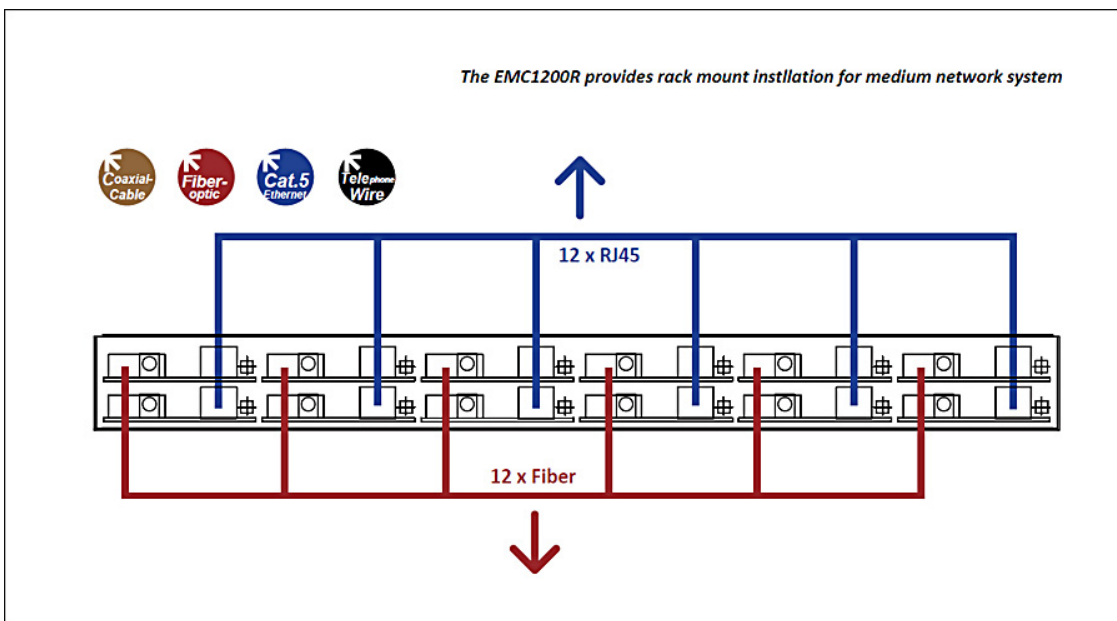 The EMC1200R provides rack mount instllation for medium network system
Coaxial-
Cable
Fiber-
optic
Cat.5
Ethernet
Telephone
Wire
12 x RJ45
12 x Fiber